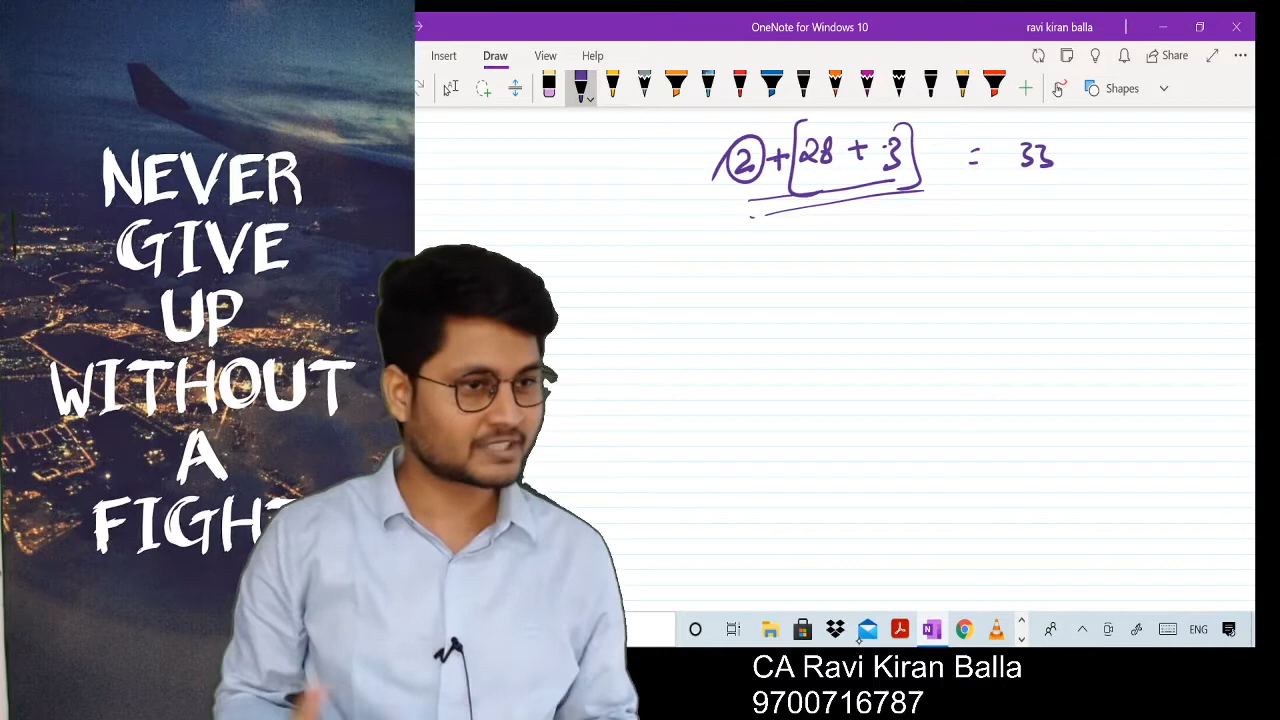 NEVER
GIVE
UP
WITHOUT
A
FIGHT
OneNote for Windows 10
ravi kiran balla
Insert Draw View Help
Share
Shapes
2 + [28 + 3] = 33
ENG
CA Ravi Kiran Balla
9700716787